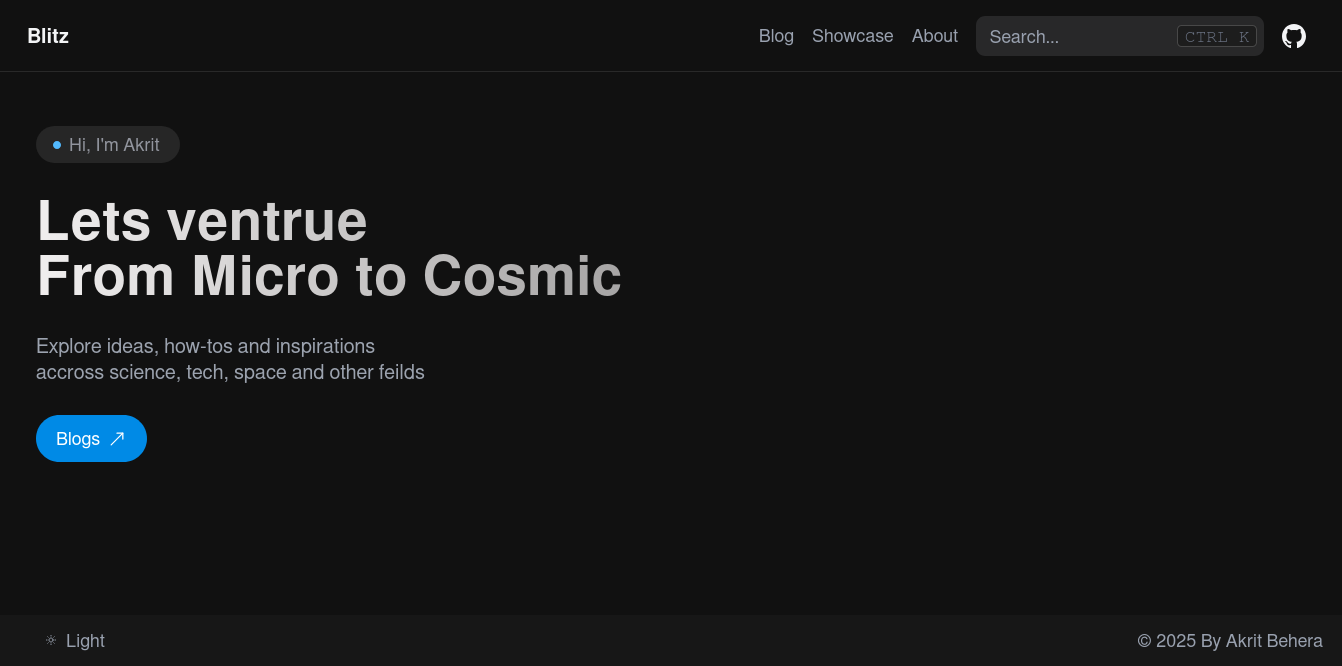 Blitz
Blog Showcase About Search... CTRL K
Hi, I'm Akrit
Lets ventrue
From Micro to Cosmic
Explore ideas, how-tos and inspirations
accross science, tech, space and other feilds
Blogs
Light
© 2025 By Akrit Behera